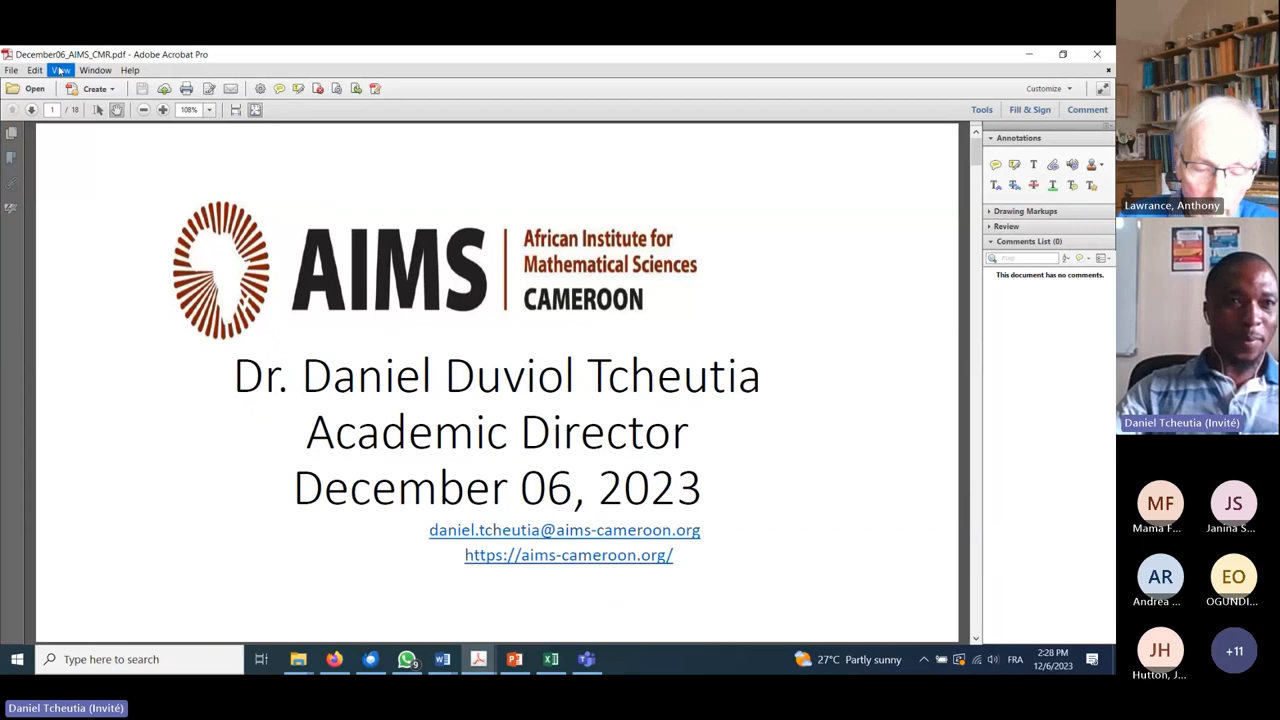 December06_AIMS_CMR.pdf - Adobe Acrobat Pro
File Edit View Window Help
Open Create Customize
1 / 18 108% Tools Fill & Sign Comment
Annotations
Drawing Markups
Review
Comments List (0)
Find
This document has no comments.
AIMS
African Institute for
Mathematical Sciences
CAMEROON
Dr. Daniel Duviol Tcheutia
Academic Director
December 06, 2023
daniel.tcheutia@aims-cameroon.org
https://aims-cameroon.org/
Type here to search
9
27°C Partly sunny
FRA
2:28 PM
12/6/2023
Lawrance, Anthony
Daniel Tcheutia (Invité)
MF JS
Mama F... Janina S...
AR EO
Andrea ... OGUNDI...
JH +11
Hutton, J...
Daniel Tcheutia (Invité)